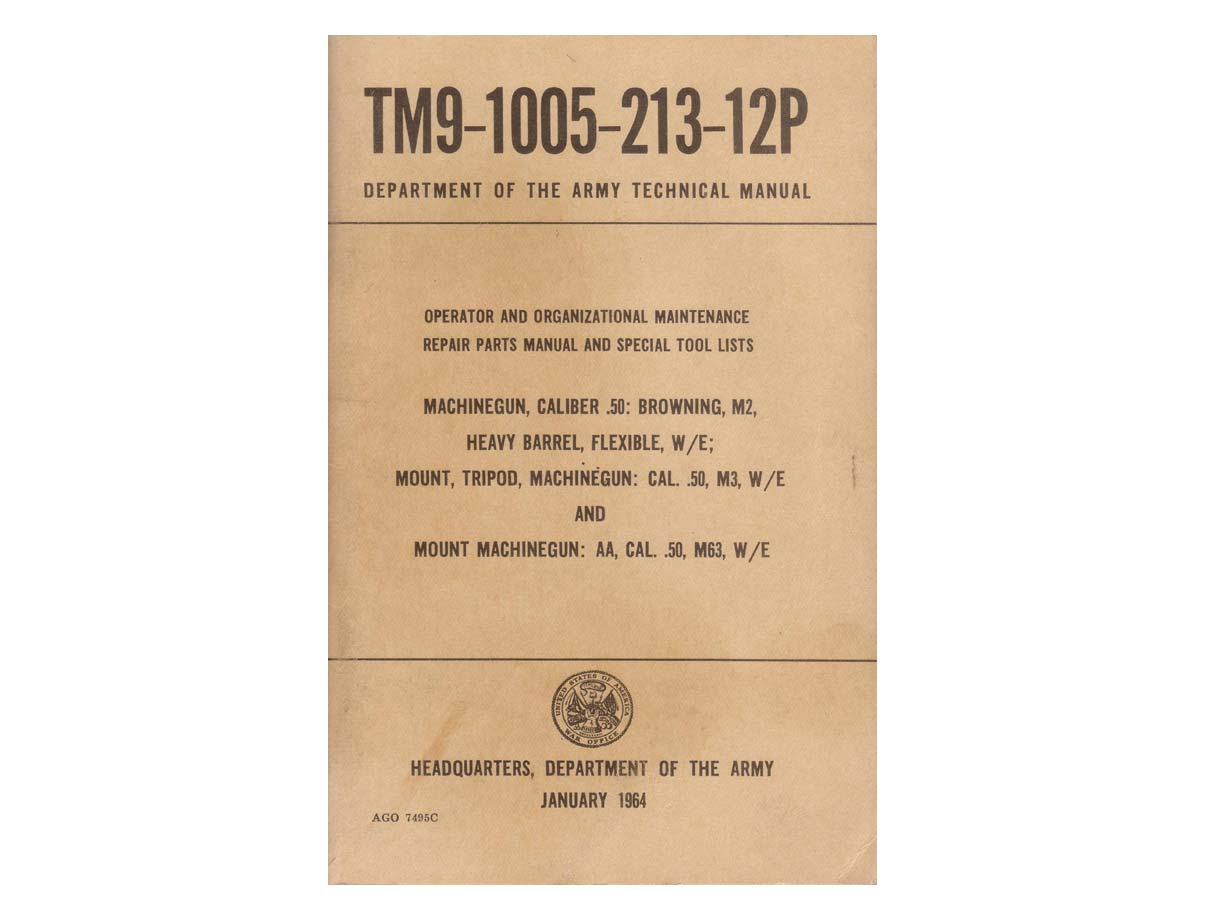 TM9-1005-213-12P
DEPARTMENT OF THE ARMY TECHNICAL MANUAL
OPERATOR AND ORGANIZATIONAL MAINTENANCE
REPAIR PARTS MANUAL AND SPECIAL TOOL LISTS
MACHINEGUN, CALIBER .50: BROWNING, M2,
HEAVY BARREL, FLEXIBLE, W/E;
MOUNT, TRIPOD, MACHINEGUN: CAL. .50, M3, W/E
AND
MOUNT MACHINEGUN: AA, CAL. .50, M63, W/E
UNITED STATES OF AMERICA
WAR OFFICE
HEADQUARTERS, DEPARTMENT OF THE ARMY
JANUARY 1964
AGO 7495C